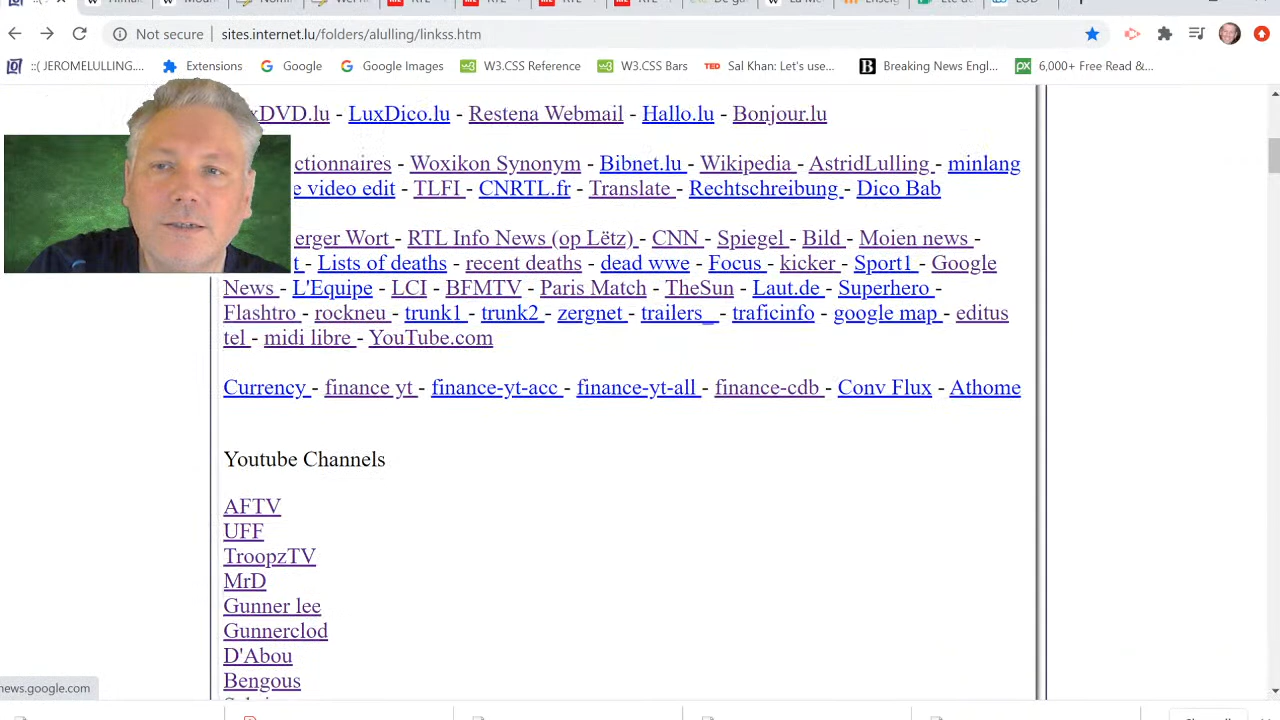 RTL RTL RTL RTL
Not secure sites.internet.lu/folders/alulling/linkss.htm
::( JEROMELULLING.... Extensions Google Google Images W3.CSS Reference W3.CSS Bars TED Sal Khan: Let's use... B Breaking News Engl... px 6,000+ Free Read &...
xDVD.lu - LuxDico.lu - Restena Webmail - Hallo.lu - Bonjour.lu
ctionnaires - Woxikon Synonym - Bibnet.lu - Wikipedia - AstridLulling - minlang
e video edit - TLFI - CNRTL.fr - Translate - Rechtschreibung - Dico Bab
erger Wort - RTL Info News (op Lëtz) - CNN - Spiegel - Bild - Moien news -
t - Lists of deaths - recent deaths - dead wwe - Focus - kicker - Sport1 - Google
News - L'Equipe - LCI - BFMTV - Paris Match - TheSun - Laut.de - Superhero -
Flashtro - rockneu - trunk1 - trunk2 - zergnet - trailers_ - traficinfo - google map - editus
tel - midi libre - YouTube.com
Currency - finance yt - finance-yt-acc - finance-yt-all - finance-cdb - Conv Flux - Athome
Youtube Channels
AFTV
UFF
TroopzTV
MrD
Gunner lee
Gunnerclod
D'Abou
Bengous
news.google.com